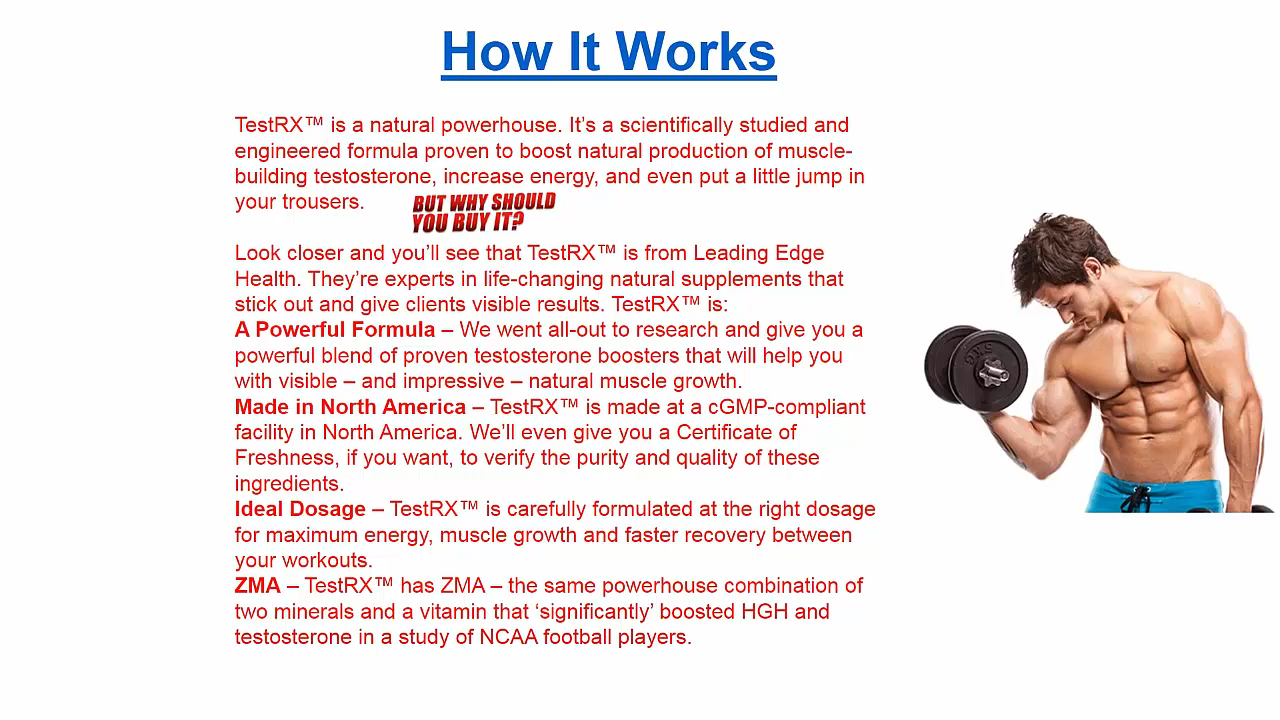 How It Works
TestRX™ is a natural powerhouse. It’s a scientifically studied and
engineered formula proven to boost natural production of muscle-
building testosterone, increase energy, and even put a little jump in
your trousers.
BUT WHY SHOULD
YOU BUY IT?
Look closer and you’ll see that TestRX™ is from Leading Edge
Health. They’re experts in life-changing natural supplements that
stick out and give clients visible results. TestRX™ is:
A Powerful Formula – We went all-out to research and give you a
powerful blend of proven testosterone boosters that will help you
with visible – and impressive – natural muscle growth.
Made in North America – TestRX™ is made at a cGMP-compliant
facility in North America. We’ll even give you a Certificate of
Freshness, if you want, to verify the purity and quality of these
ingredients.
Ideal Dosage – TestRX™ is carefully formulated at the right dosage
for maximum energy, muscle growth and faster recovery between
your workouts.
ZMA – TestRX™ has ZMA – the same powerhouse combination of
two minerals and a vitamin that ‘significantly’ boosted HGH and
testosterone in a study of NCAA football players.
5KG